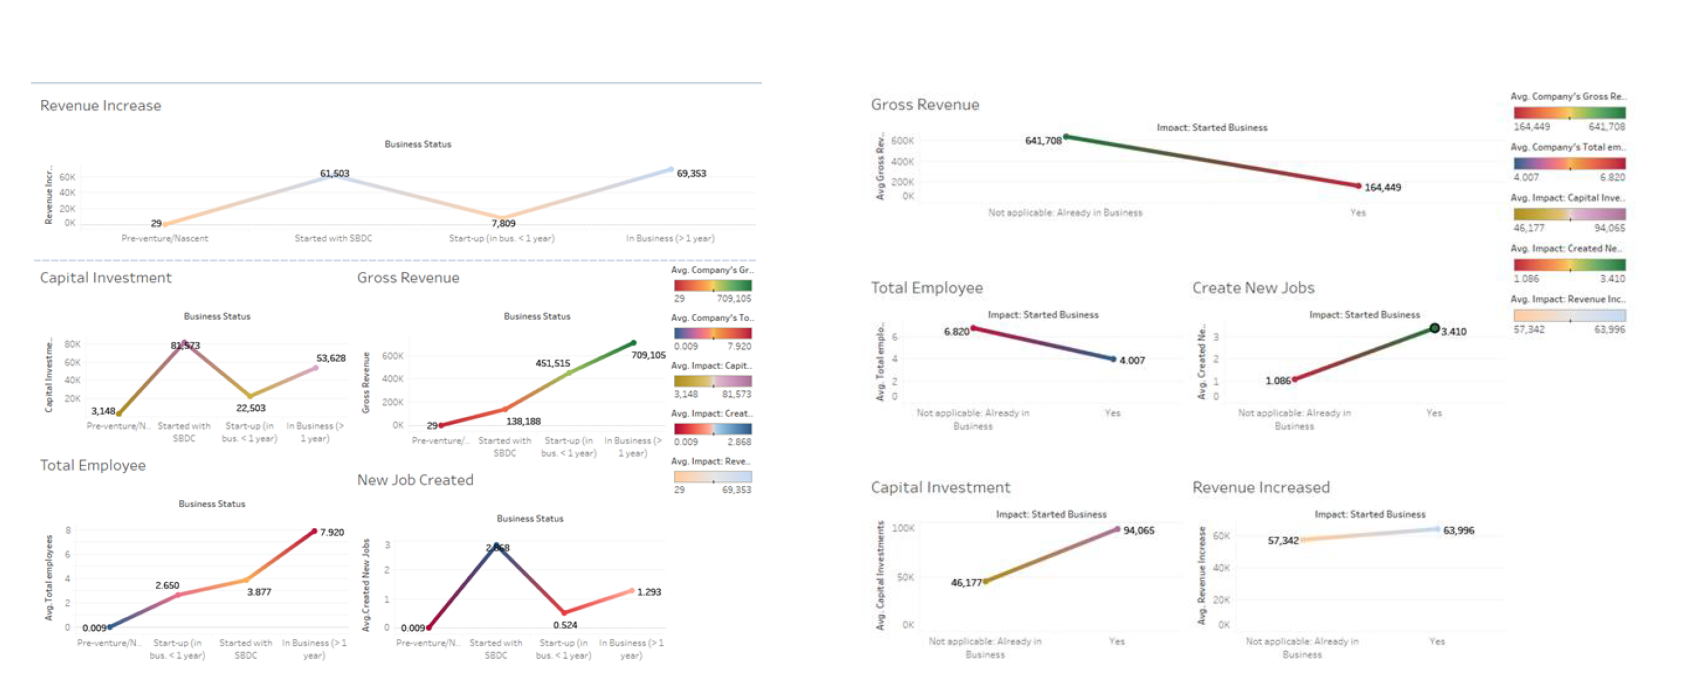 Revenue Increase
Business Status
Revenue Incr..
60K
40K
20K
0K
29
61,503
7,809
69,353
Pre-venture/Nascent
Started with SBDC
Start-up (in bus. < 1 year)
In Business (> 1 year)
Capital Investment
Business Status
Capital Investme..
80K
60K
40K
20K
3,148
81,573
22,503
53,628
Pre-venture/N..
Started with
SBDC
Start-up (in
bus. < 1 year)
In Business (>
1 year)
Gross Revenue
Business Status
Gross Revenue
600K
400K
200K
0K
29
138,188
451,515
709,105
Pre-venture/..
Started with
SBDC
Start-up (in
bus. < 1 year)
In Business (>
1 year)
Avg. Company's Gr..
29 709,105
Avg. Company's To..
0.009 7.920
Avg. Impact: Capit..
3,148 81,573
Avg. Impact: Creat..
0.009 2.868
Avg. Impact: Reve..
29 69,353
Total Employee
Business Status
Avg.Total employees
8
6
4
2
0
0.009
2.650
3.877
7.920
Pre-venture/N..
Start-up (in
bus. < 1 year)
Started with
SBDC
In Business (> 1
year)
New Job Created
Business Status
Avg.Created New Jobs
3
2
1
0
0.009
2.868
0.524
1.293
Pre-venture/N..
Started with
SBDC
Start-up (in
bus. < 1 year)
In Business (> 1
year)
Gross Revenue
Impact: Started Business
Avg Gross Rev..
600K
400K
200K
0K
641,708
164,449
Not applicable: Already in Business
Yes
Avg. Company's Gross Re..
164,449 641,708
Avg. Company's Total em..
4.007 6.820
Avg. Impact: Capital Inve..
46,177 94,065
Avg. Impact: Created Ne..
1.086 3.410
Avg. Impact: Revenue Inc..
57,342 63,996
Total Employee
Impact: Started Business
Avg. Total emplo..
6
4
2
0
6.820
4.007
Not applicable: Already in
Business
Yes
Create New Jobs
Impact: Started Business
Avg. Created Ne..
3
2
1
0
1.086
3.410
Not applicable: Already in
Business
Yes
Capital Investment
Impact: Started Business
Avg. Capital Investments
100K
50K
0K
46,177
94,065
Not applicable: Already in
Business
Yes
Revenue Increased
Impact: Started Business
Avg. Revenue Increase
60K
40K
20K
0K
57,342
63,996
Not applicable: Already in
Business
Yes